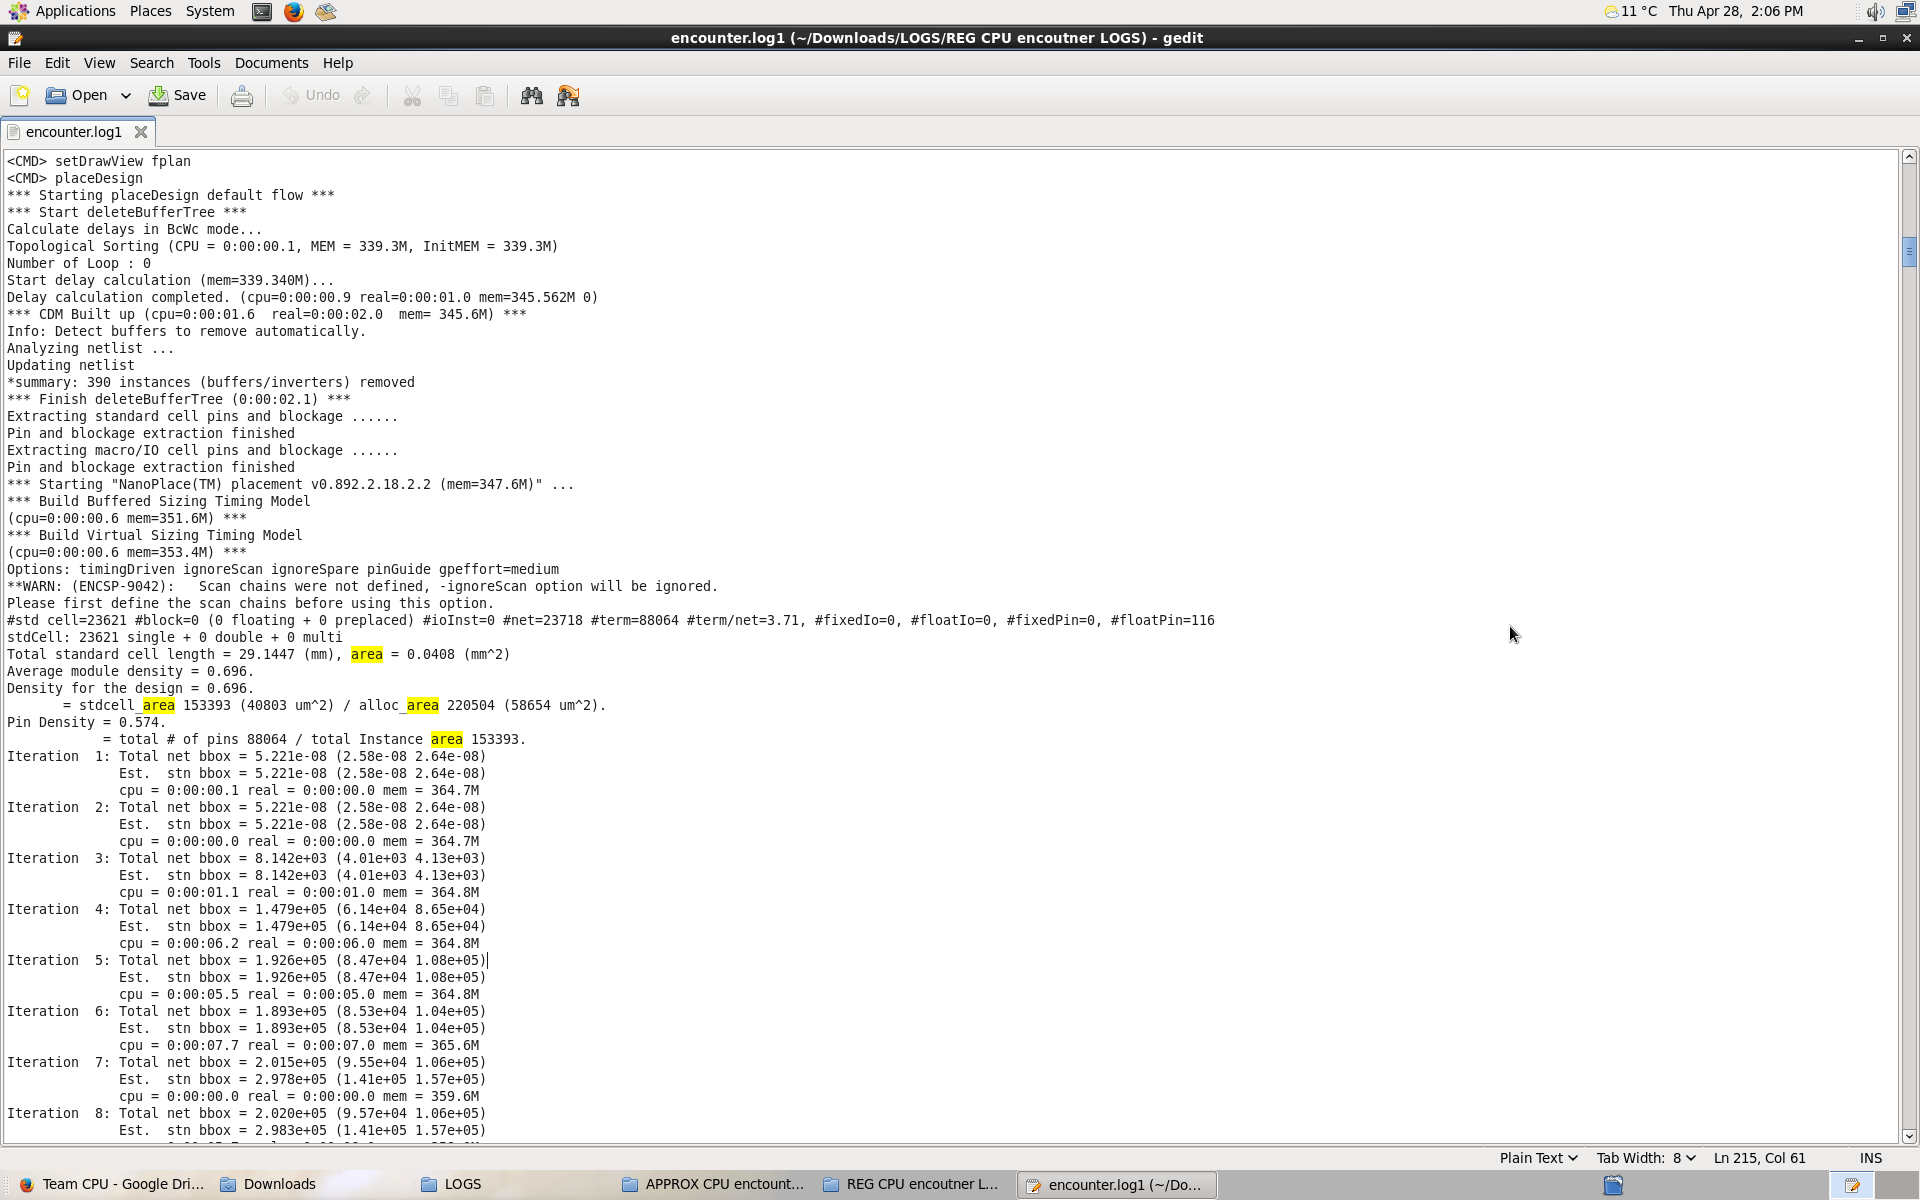 Applications Places System 11 °C Thu Apr 28, 2:06 PM
encounter.log1 (~/Downloads/LOGS/REG CPU encoutner LOGS) - gedit
File Edit View Search Tools Documents Help
Open Save Undo
encounter.log1
<CMD> setDrawView fplan
<CMD> placeDesign
*** Starting placeDesign default flow ***
*** Start deleteBufferTree ***
Calculate delays in BcWc mode...
Topological Sorting (CPU = 0:00:00.1, MEM = 339.3M, InitMEM = 339.3M)
Number of Loop : 0
Start delay calculation (mem=339.340M)...
Delay calculation completed. (cpu=0:00:00.9 real=0:00:01.0 mem=345.562M 0)
*** CDM Built up (cpu=0:00:01.6  real=0:00:02.0  mem= 345.6M) ***
Info: Detect buffers to remove automatically.
Analyzing netlist ...
Updating netlist
*summary: 390 instances (buffers/inverters) removed
*** Finish deleteBufferTree (0:00:02.1) ***
Extracting standard cell pins and blockage ......
Pin and blockage extraction finished
Extracting macro/IO cell pins and blockage ......
Pin and blockage extraction finished
*** Starting "NanoPlace(TM) placement v0.892.2.18.2.2 (mem=347.6M)" ...
*** Build Buffered Sizing Timing Model
(cpu=0:00:00.6 mem=351.6M) ***
*** Build Virtual Sizing Timing Model
(cpu=0:00:00.6 mem=353.4M) ***
Options: timingDriven ignoreScan ignoreSpare pinGuide gpeffort=medium
**WARN: (ENCSP-9042):   Scan chains were not defined, -ignoreScan option will be ignored.
Please first define the scan chains before using this option.
#std cell=23621 #block=0 (0 floating + 0 preplaced) #ioInst=0 #net=23718 #term=88064 #term/net=3.71, #fixedIo=0, #floatIo=0, #fixedPin=0, #floatPin=116
stdCell: 23621 single + 0 double + 0 multi
Total standard cell length = 29.1447 (mm), area = 0.0408 (mm^2)
Average module density = 0.696.
Density for the design = 0.696.
       = stdcell_area 153393 (40803 um^2) / alloc_area 220504 (58654 um^2).
Pin Density = 0.574.
            = total # of pins 88064 / total Instance area 153393.
Iteration  1: Total net bbox = 5.221e-08 (2.58e-08 2.64e-08)
              Est.  stn bbox = 5.221e-08 (2.58e-08 2.64e-08)
              cpu = 0:00:00.1 real = 0:00:00.0 mem = 364.7M
Iteration  2: Total net bbox = 5.221e-08 (2.58e-08 2.64e-08)
              Est.  stn bbox = 5.221e-08 (2.58e-08 2.64e-08)
              cpu = 0:00:00.0 real = 0:00:00.0 mem = 364.7M
Iteration  3: Total net bbox = 8.142e+03 (4.01e+03 4.13e+03)
              Est.  stn bbox = 8.142e+03 (4.01e+03 4.13e+03)
              cpu = 0:00:01.1 real = 0:00:01.0 mem = 364.8M
Iteration  4: Total net bbox = 1.479e+05 (6.14e+04 8.65e+04)
              Est.  stn bbox = 1.479e+05 (6.14e+04 8.65e+04)
              cpu = 0:00:06.2 real = 0:00:06.0 mem = 364.8M
Iteration  5: Total net bbox = 1.926e+05 (8.47e+04 1.08e+05)
              Est.  stn bbox = 1.926e+05 (8.47e+04 1.08e+05)
              cpu = 0:00:05.5 real = 0:00:05.0 mem = 364.8M
Iteration  6: Total net bbox = 1.893e+05 (8.53e+04 1.04e+05)
              Est.  stn bbox = 1.893e+05 (8.53e+04 1.04e+05)
              cpu = 0:00:07.7 real = 0:00:07.0 mem = 365.6M
Iteration  7: Total net bbox = 2.015e+05 (9.55e+04 1.06e+05)
              Est.  stn bbox = 2.978e+05 (1.41e+05 1.57e+05)
              cpu = 0:00:00.0 real = 0:00:00.0 mem = 359.6M
Iteration  8: Total net bbox = 2.020e+05 (9.57e+04 1.06e+05)
              Est.  stn bbox = 2.983e+05 (1.41e+05 1.57e+05)
Plain Text Tab Width: 8 Ln 215, Col 61 INS
Team CPU - Google Dri... Downloads LOGS APPROX CPU enctount... REG CPU encoutner L... encounter.log1 (~/Do...